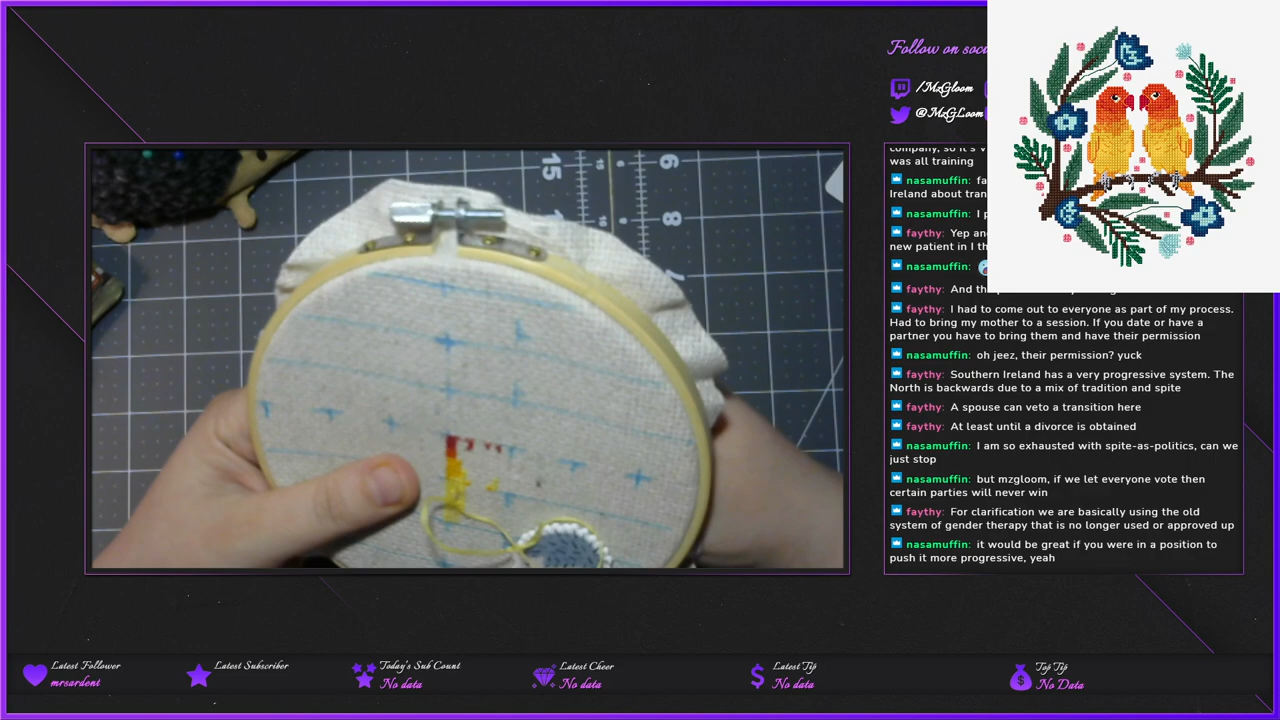 Follow on soci
/MzGloom
@MzGLoom
company, so it's v
was all training
nasamuffin: fa
Ireland about tran
nasamuffin: I p
faythy: Yep an
new patient in I th
nasamuffin:
faythy: And th
faythy: I had to come out to everyone as part of my process.
Had to bring my mother to a session. If you date or have a
partner you have to bring them and have their permission
nasamuffin: oh jeez, their permission? yuck
faythy: Southern Ireland has a very progressive system. The
North is backwards due to a mix of tradition and spite
faythy: A spouse can veto a transition here
faythy: At least until a divorce is obtained
nasamuffin: I am so exhausted with spite-as-politics, can we
just stop
nasamuffin: but mzgloom, if we let everyone vote then
certain parties will never win
faythy: For clarification we are basically using the old
system of gender therapy that is no longer used or approved up
nasamuffin: it would be great if you were in a position to
push it more progressive, yeah
15
6
8
7
Latest Follower
mrsardent
Latest Subscriber
Today's Sub Count
No data
Latest Cheer
No data
Latest Tip
No data
Top Tip
No Data